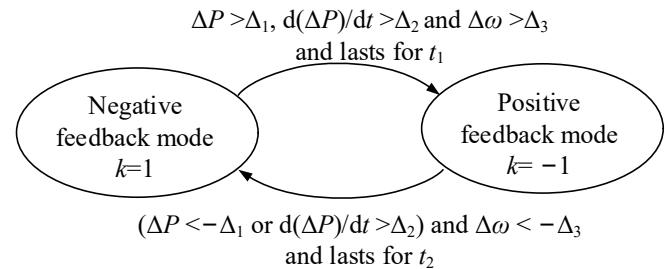 ΔP >Δ₁, d(ΔP)/dt >Δ₂ and Δω >Δ₃
and lasts for t₁
Negative
feedback mode
k=1
Positive
feedback mode
k= −1
(ΔP <−Δ₁ or d(ΔP)/dt >Δ₂) and Δω < −Δ₃
and lasts for t₂